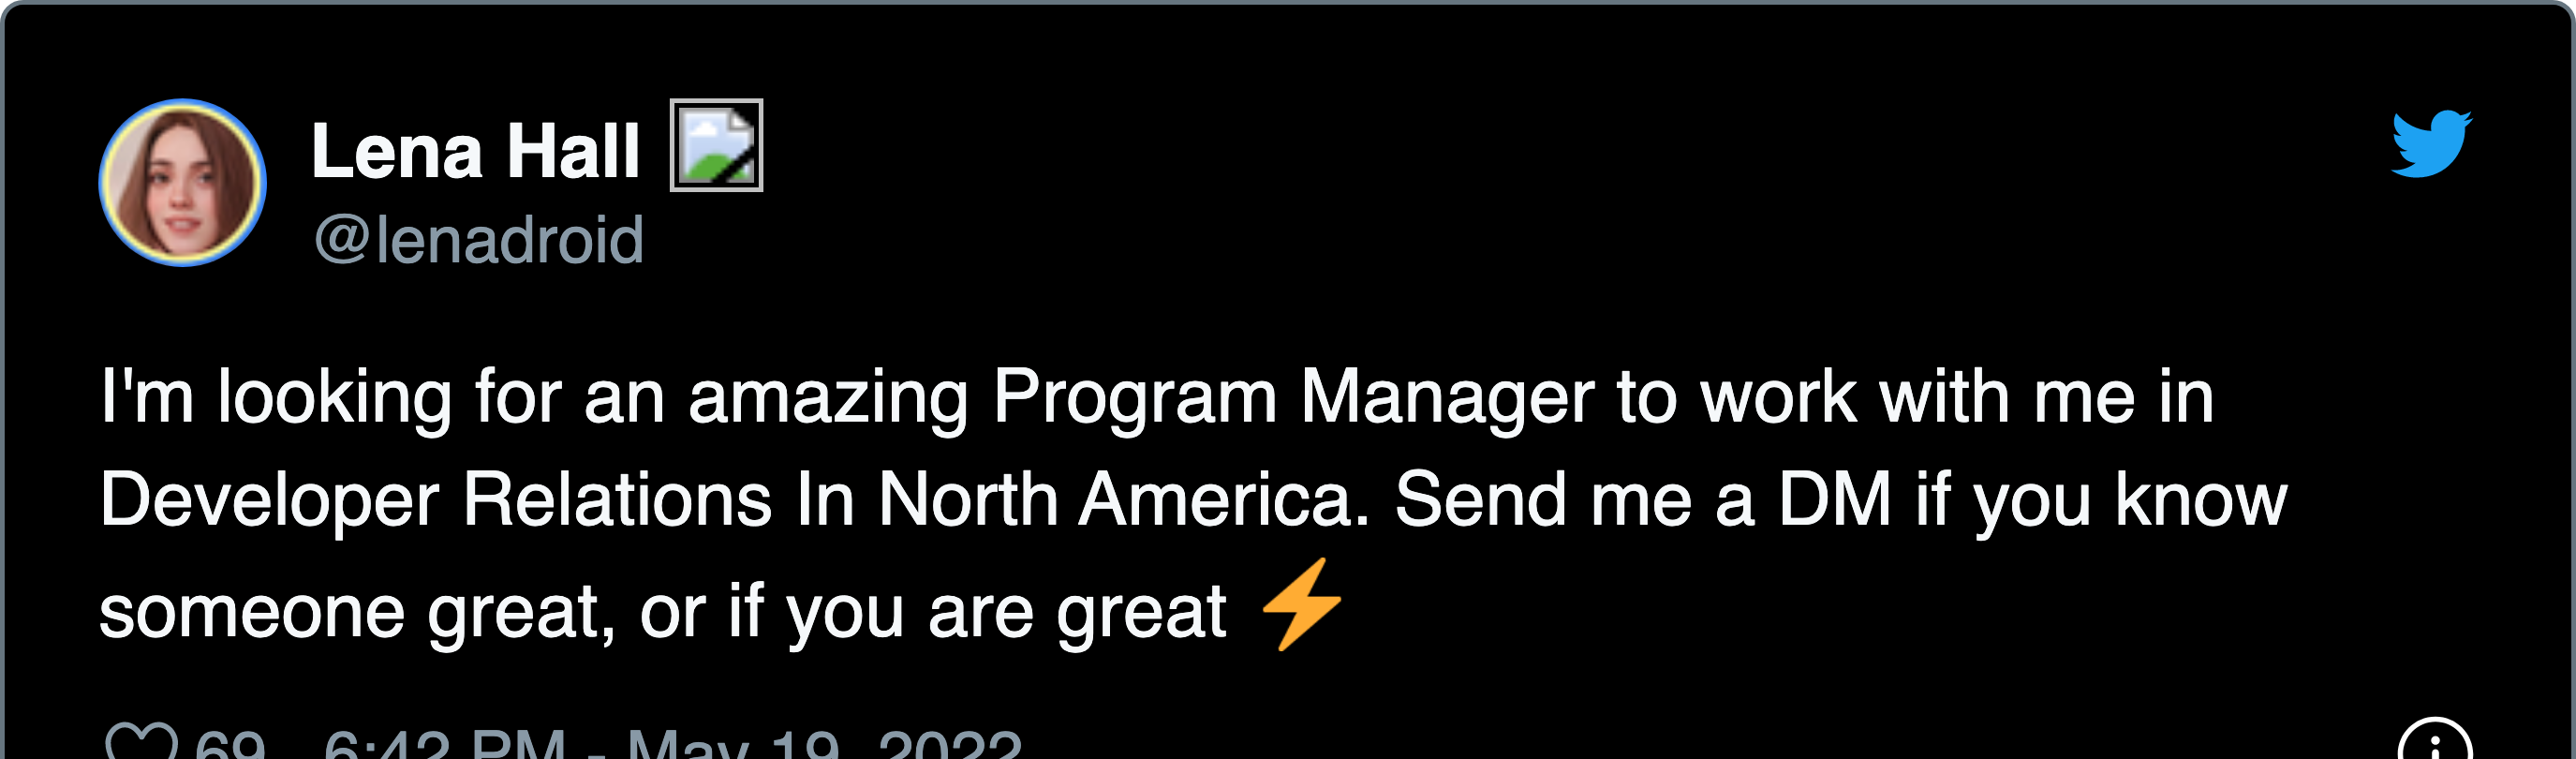 Lena Hall
@lenadroid
I'm looking for an amazing Program Manager to work with me in
Developer Relations In North America. Send me a DM if you know
someone great, or if you are great ⚡
69 6:42 PM - May 19, 2022